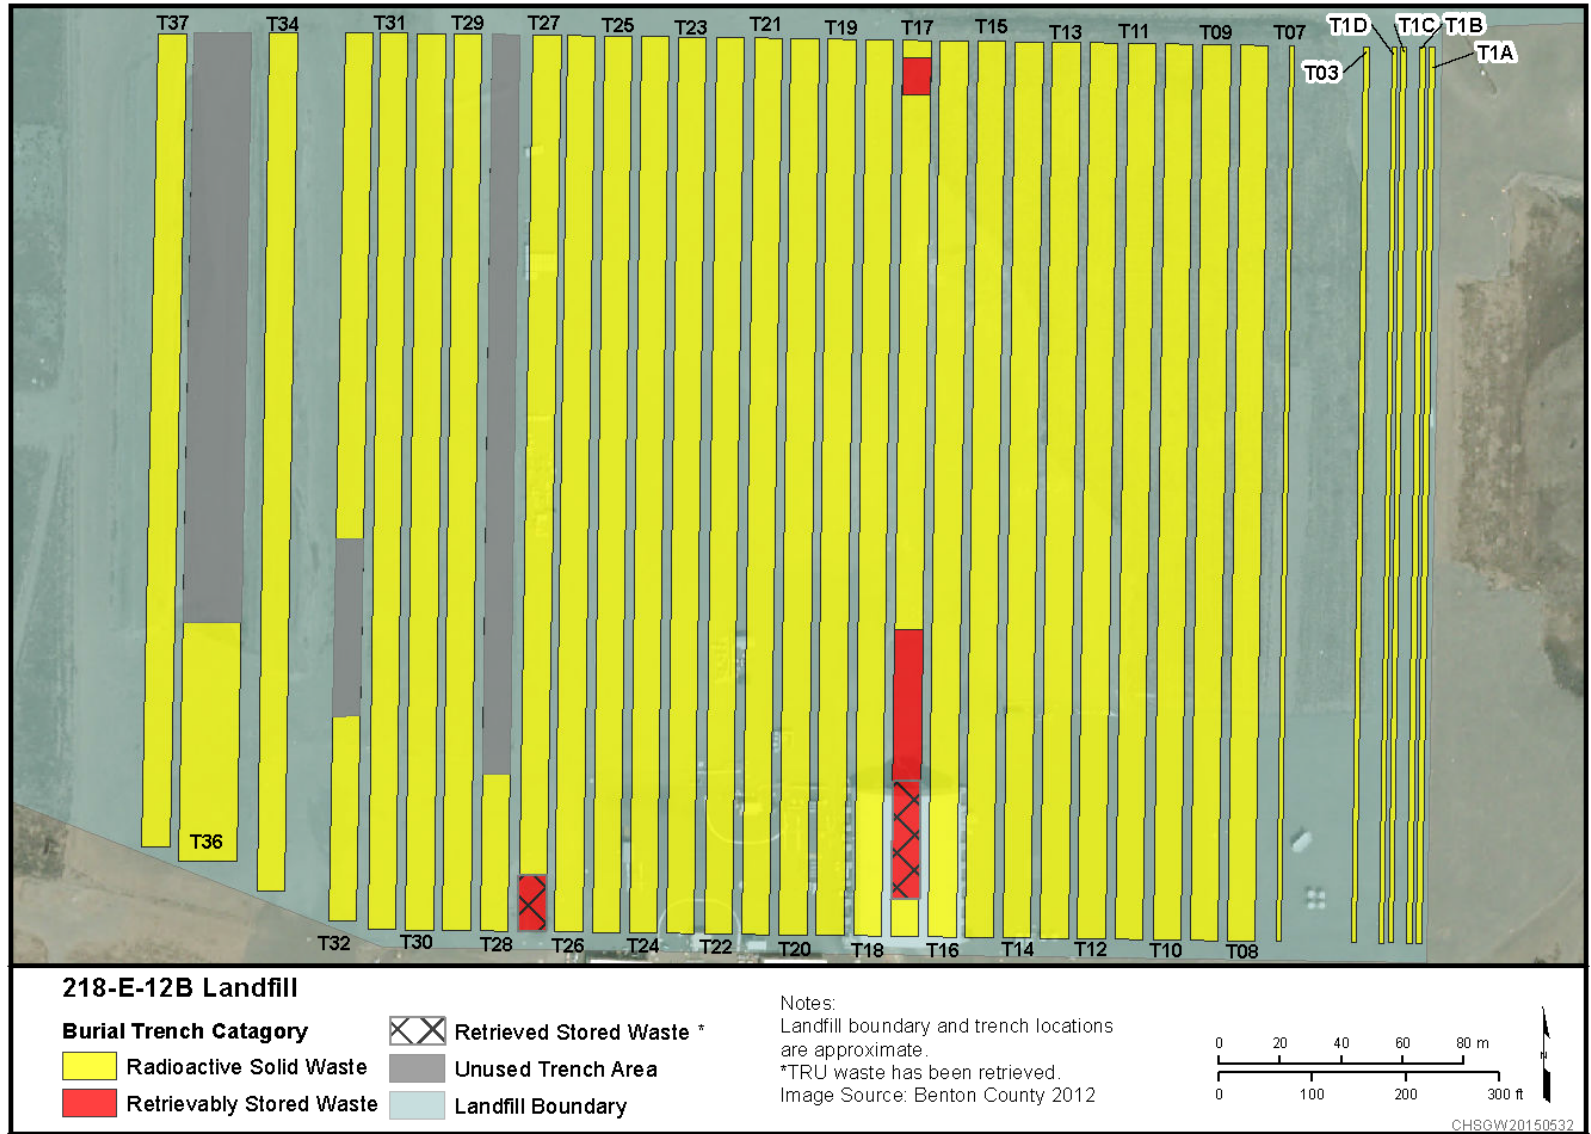 T37 T34 T31 T29 T27 T25 T23 T21 T19 T17 T15 T13 T11 T09 T07 T1D T1C T1B
T03 T1A
T36
T32 T30 T28 T26 T24 T22 T20 T18 T16 T14 T12 T10 T08
218-E-12B Landfill
Burial Trench Catagory
Radioactive Solid Waste
Retrievably Stored Waste
Retrieved Stored Waste *
Unused Trench Area
Landfill Boundary
Notes:
Landfill boundary and trench locations
are approximate.
*TRU waste has been retrieved.
Image Source: Benton County 2012
0 20 40 60 80 m
0 100 200 300 ft
N
CHSGW20150532